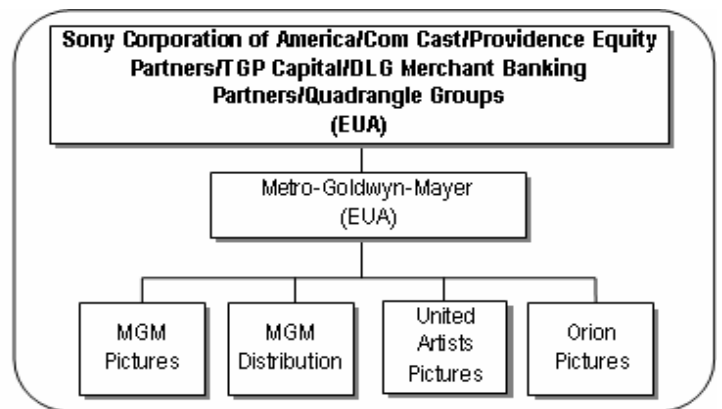 Sony Corporation of America/Com Cast/Providence Equity
Partners/TGP Capital/DLG Merchant Banking
Partners/Quadrangle Groups
(EUA)
Metro-Goldwyn-Mayer
(EUA)
MGM
Pictures
MGM
Distribution
United
Artists
Pictures
Orion
Pictures